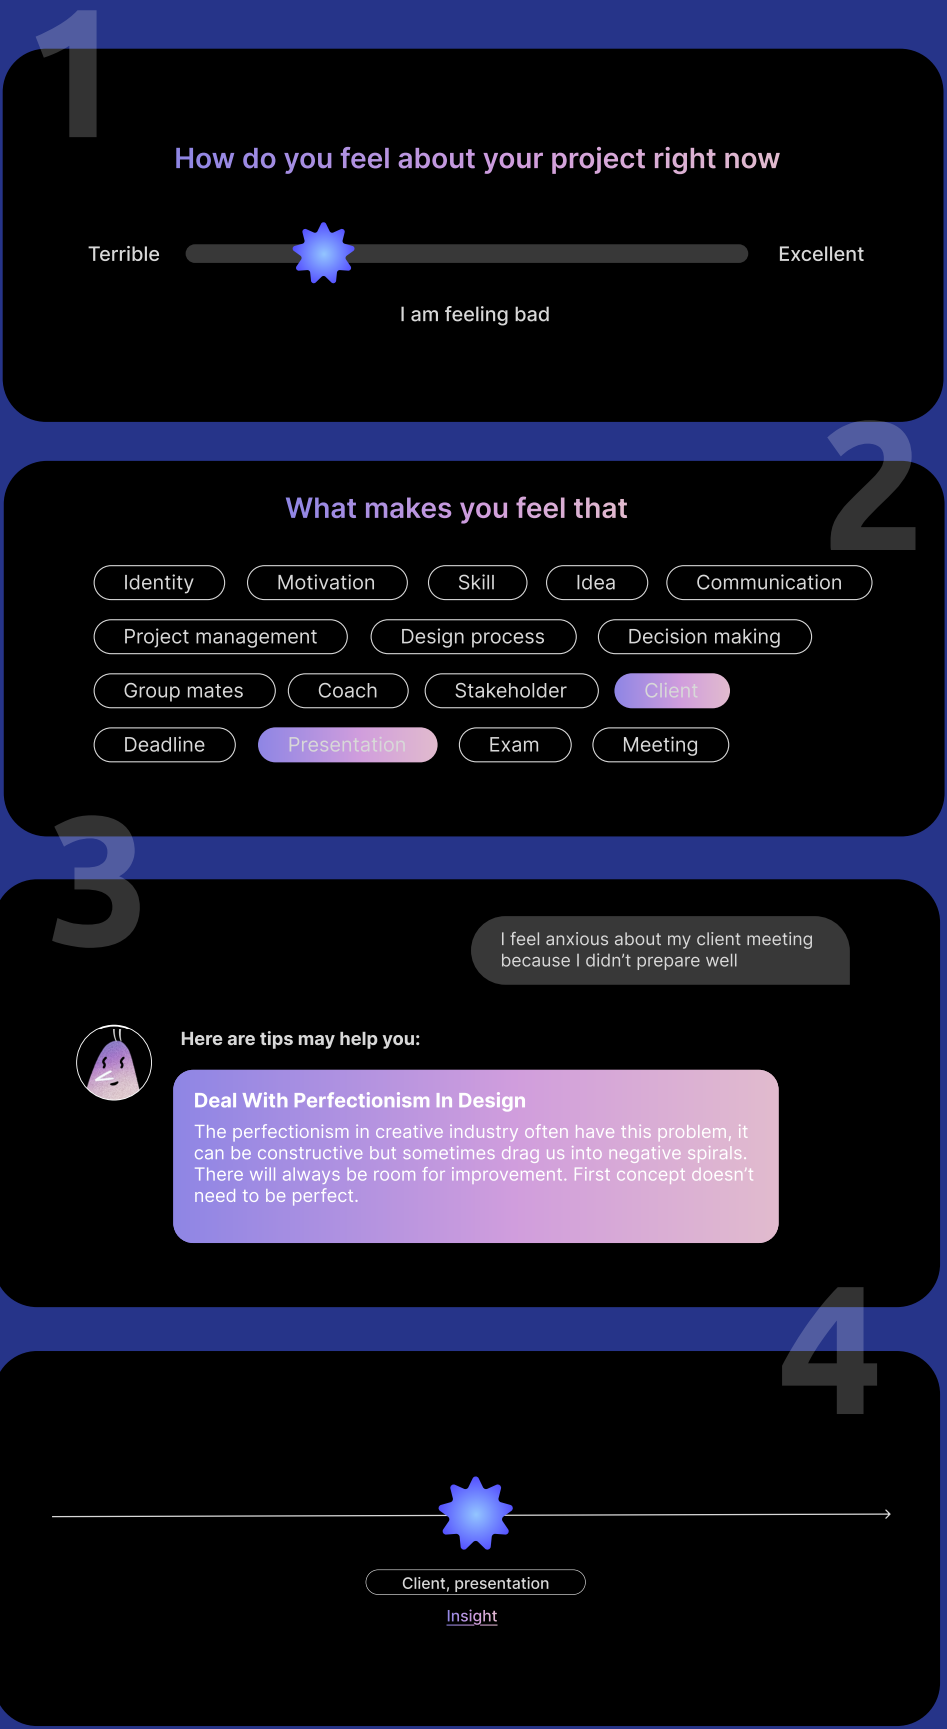 1
How do you feel about your project right now
Terrible
Excellent
I am feeling bad
2
What makes you feel that
Identity
Motivation
Skill
Idea
Communication
Project management
Design process
Decision making
Group mates
Coach
Stakeholder
Client
Deadline
Presentation
Exam
Meeting
3
I feel anxious about my client meeting
because I didn’t prepare well
Here are tips may help you:
Deal With Perfectionism In Design
The perfectionism in creative industry often have this problem, it
can be constructive but sometimes drag us into negative spirals.
There will always be room for improvement. First concept doesn’t
need to be perfect.
4
Client, presentation
Insight